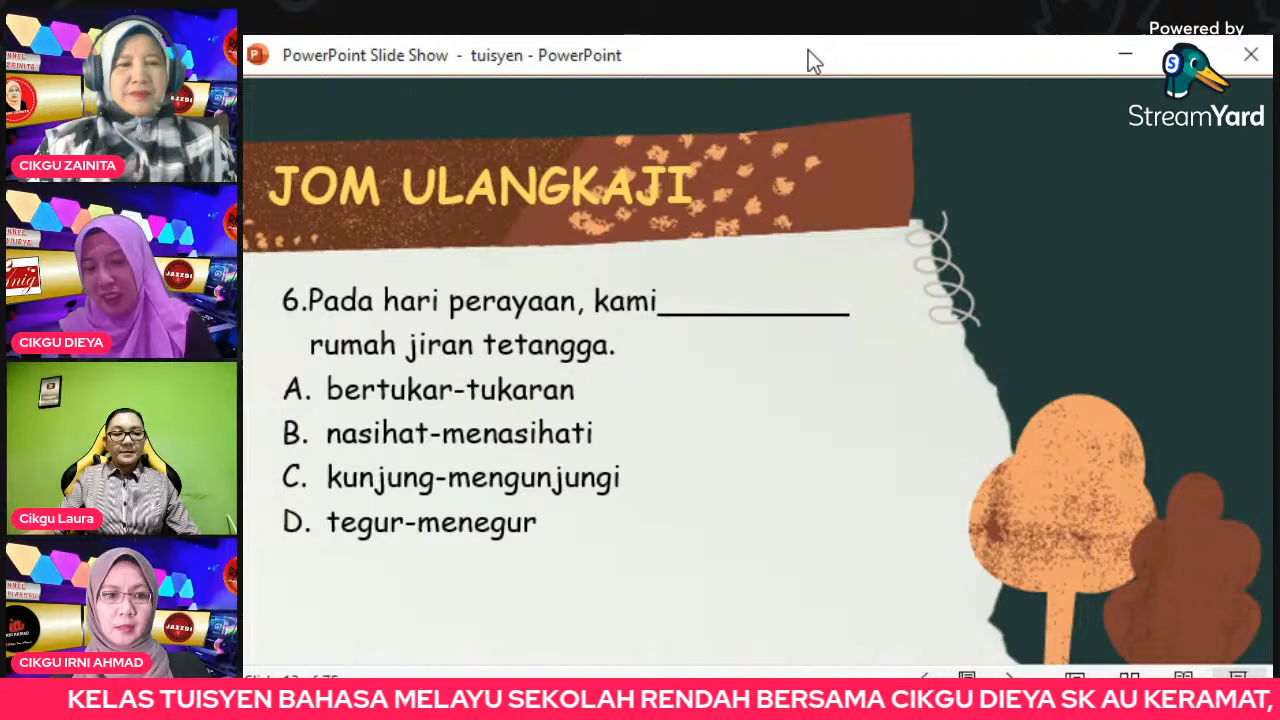 Powered by
StreamYard
PowerPoint Slide Show - tuisyen - PowerPoint
CIKGU ZAINITA
CIKGU DIEYA
Cikgu Laura
CIKGU IRNI AHMAD
JOM ULANGKAJI
6.Pada hari perayaan, kami___________
rumah jiran tetangga.
A. bertukar-tukaran
B. nasihat-menasihati
C. kunjung-mengunjungi
D. tegur-menegur
KELAS TUISYEN BAHASA MELAYU SEKOLAH RENDAH BERSAMA CIKGU DIEYA SK AU KERAMAT,